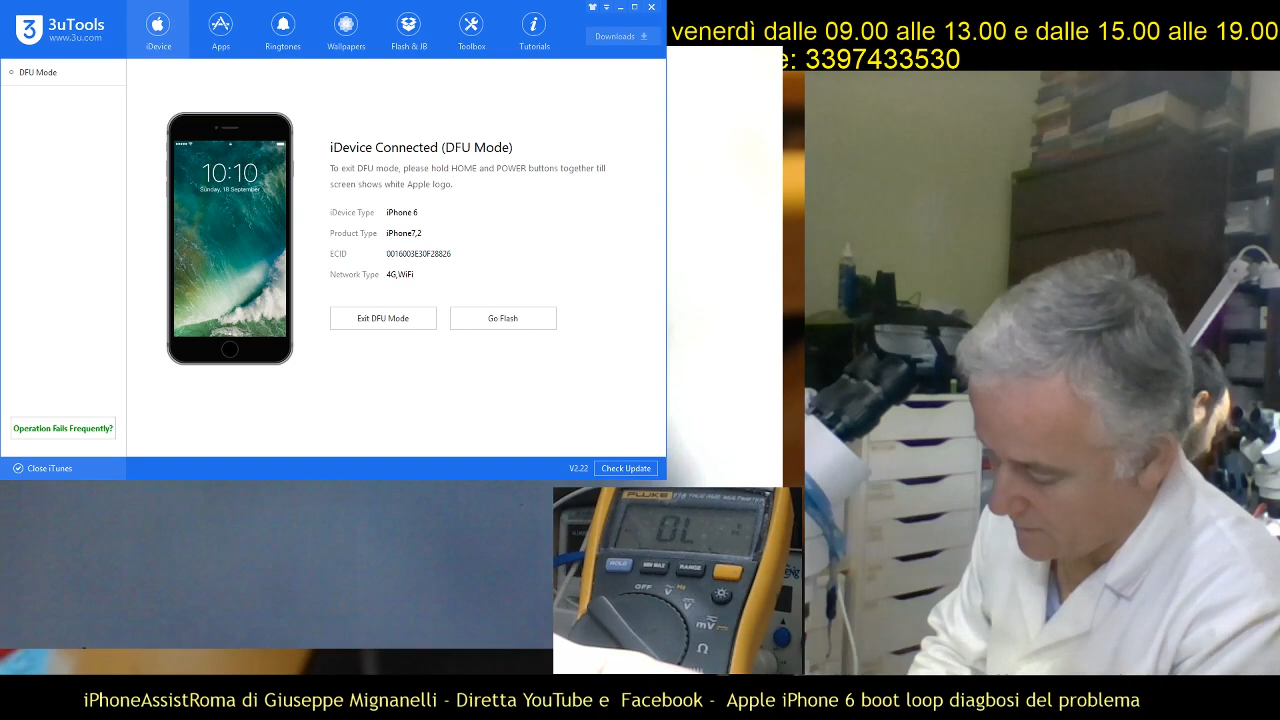 3uTools
www.3u.com
iDevice
Apps
Ringtones
Wallpapers
Flash & JB
Toolbox
Tutorials
Downloads
venerdì dalle 09.00 alle 13.00 e dalle 15.00 alle 19.00
e: 3397433530
DFU Mode
10:10
Sunday, 18 September
iDevice Connected (DFU Mode)
To exit DFU mode, please hold HOME and POWER buttons together till
screen shows white Apple logo.
iDevice Type iPhone 6
Product Type iPhone7,2
ECID 0016003E30F28826
Network Type 4G,WiFi
Exit DFU Mode
Go Flash
Operation Fails Frequently?
Close iTunes
V2.22
Check Update
FLUKE
OL
HOLD
MIN MAX
RANGE
OFF
mV
Ω
iPhoneAssistRoma di Giuseppe Mignanelli - Diretta YouTube e Facebook - Apple iPhone 6 boot loop diagbosi del problema